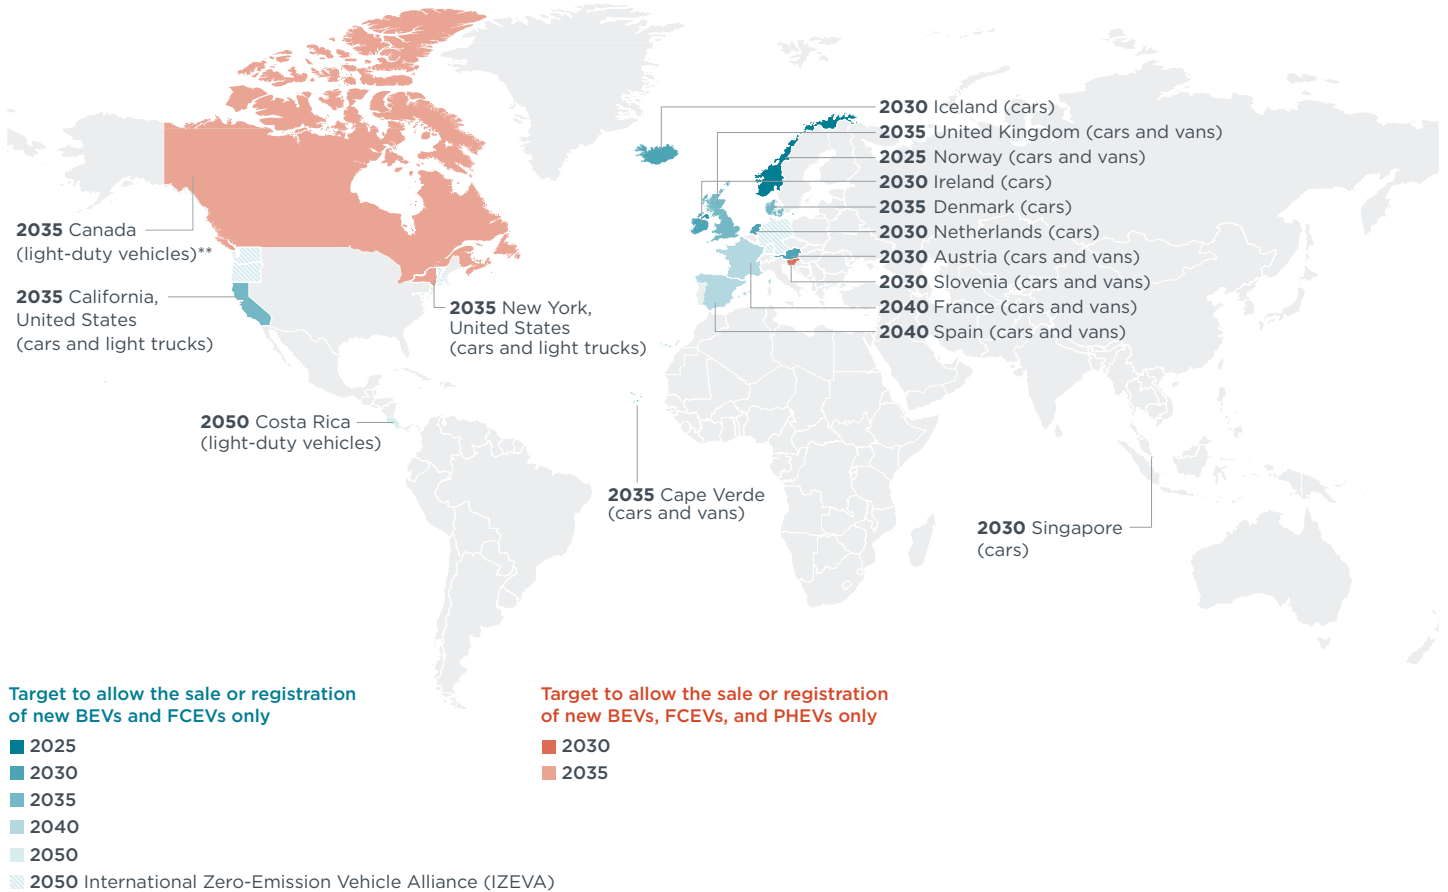 2030 Iceland (cars)
2035 United Kingdom (cars and vans)
2025 Norway (cars and vans)
2030 Ireland (cars)
2035 Denmark (cars)
2030 Netherlands (cars)
2030 Austria (cars and vans)
2030 Slovenia (cars and vans)
2040 France (cars and vans)
2040 Spain (cars and vans)
2035 Canada
(light-duty vehicles)**
2035 California,
United States
(cars and light trucks)
2035 New York,
United States
(cars and light trucks)
2050 Costa Rica
(light-duty vehicles)
2035 Cape Verde
(cars and vans)
2030 Singapore
(cars)
Target to allow the sale or registration
of new BEVs and FCEVs only
2025
2030
2035
2040
2050
2050 International Zero-Emission Vehicle Alliance (IZEVA)
Target to allow the sale or registration
of new BEVs, FCEVs, and PHEVs only
2030
2035